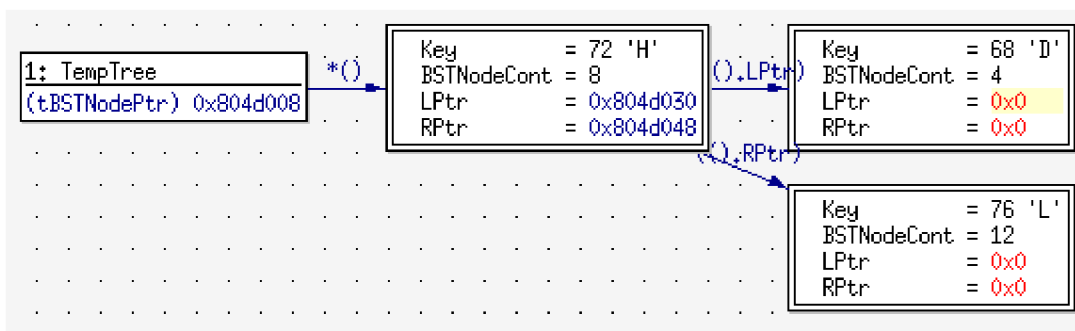 1: TempTree
(tBSTNodePtr) 0x804d008
*()
Key = 72 'H'
BSTNodeCont = 8
LPtr = 0x804d030
RPtr = 0x804d048
().LPtr)
Key = 68 'D'
BSTNodeCont = 4
LPtr = 0x0
RPtr = 0x0
().RPtr)
Key = 76 'L'
BSTNodeCont = 12
LPtr = 0x0
RPtr = 0x0